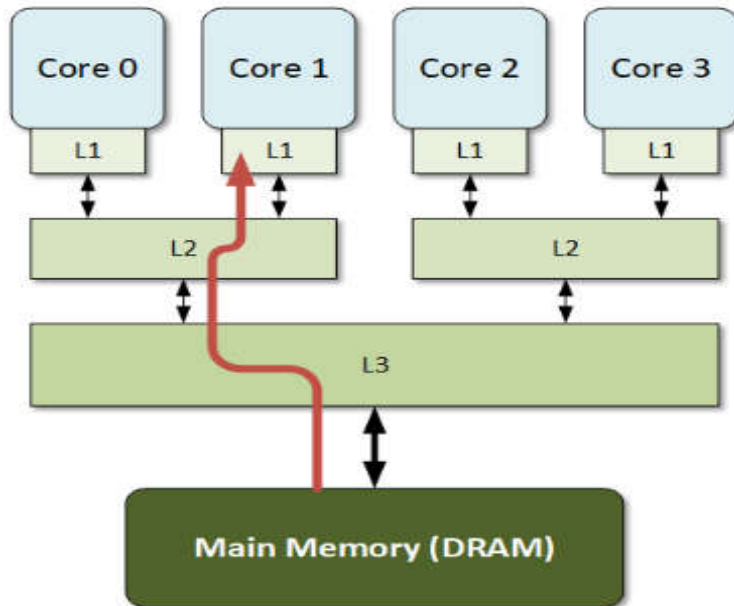 Core 0 Core 1 Core 2 Core 3
L1 L1 L1 L1
L2 L2
L3
Main Memory (DRAM)